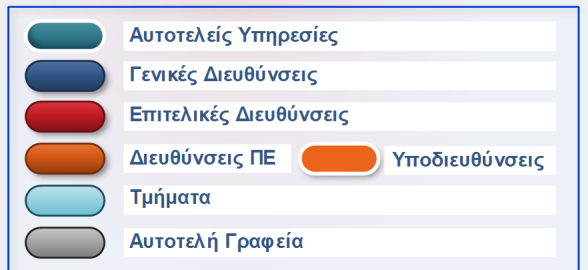 Αυτοτελείς Υπηρεσίες
Γενικές Διευθύνσεις
Επιτελικές Διευθύνσεις
Διευθύνσεις ΠΕ Υποδιευθύνσεις
Τμήματα
Αυτοτελή Γραφεία